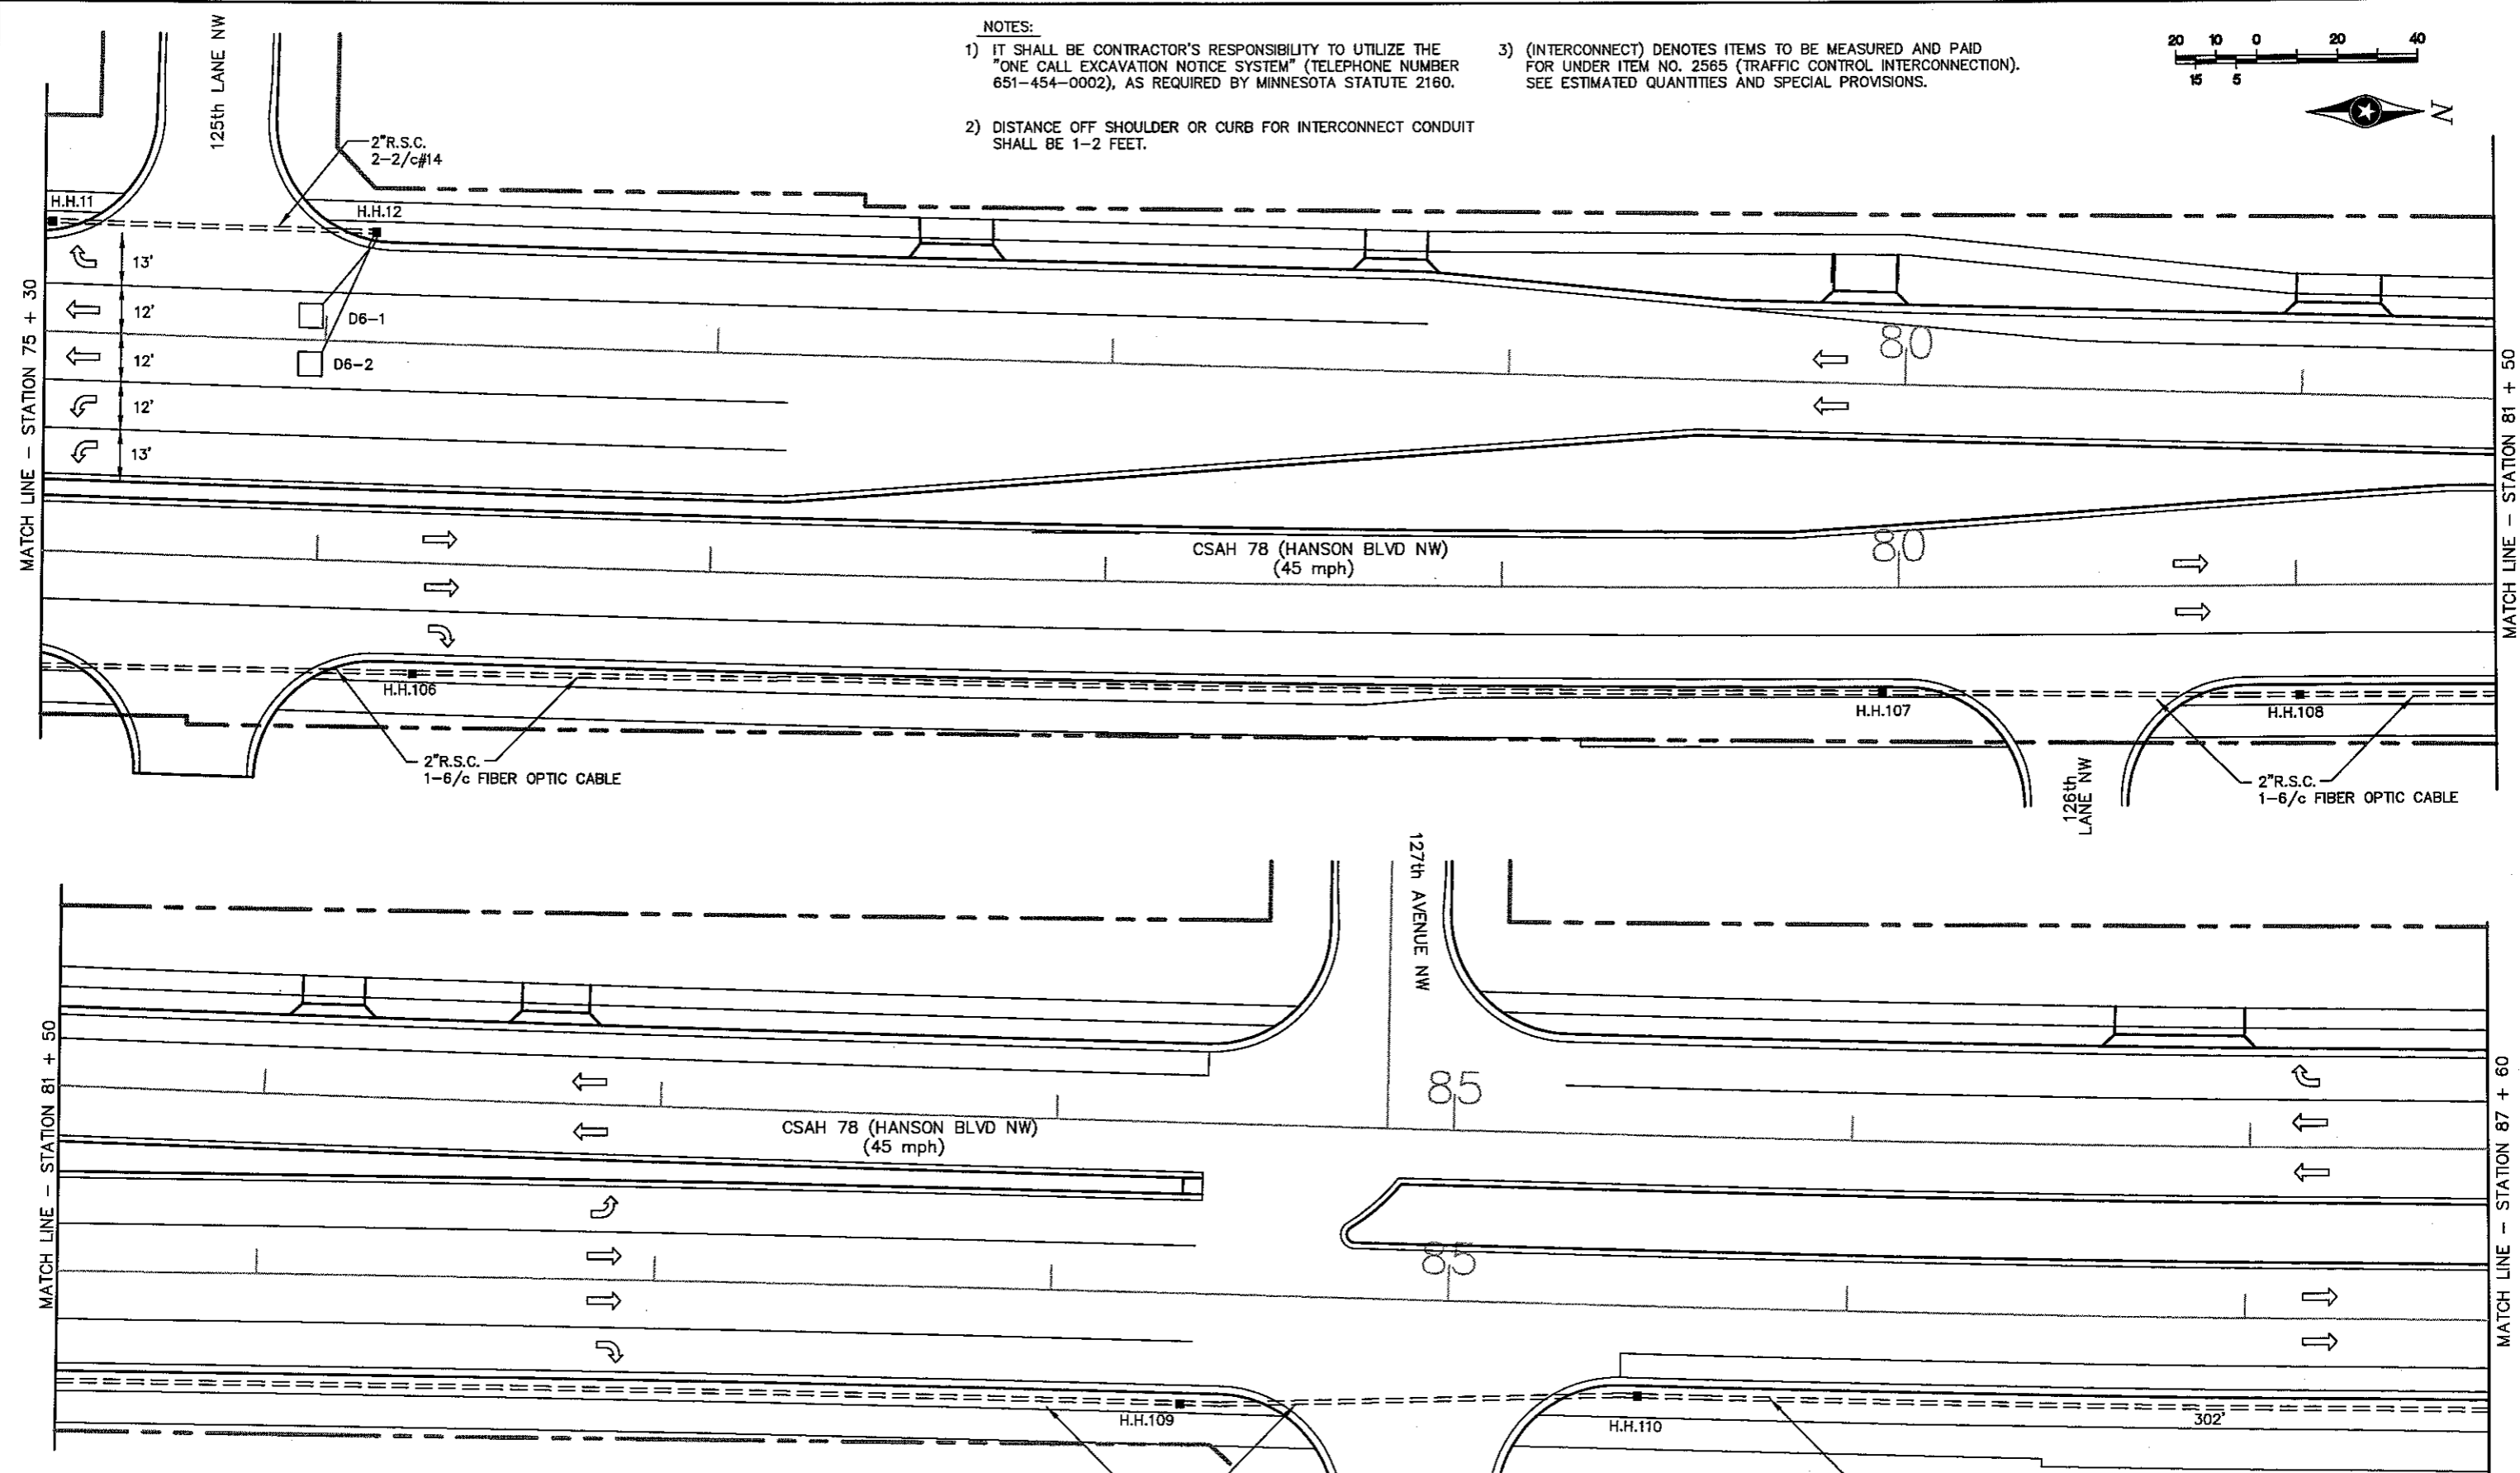 NOTES:
1) IT SHALL BE CONTRACTOR'S RESPONSIBILITY TO UTILIZE THE
"ONE CALL EXCAVATION NOTICE SYSTEM" (TELEPHONE NUMBER
651-454-0002), AS REQUIRED BY MINNESOTA STATUTE 2160.
2) DISTANCE OFF SHOULDER OR CURB FOR INTERCONNECT CONDUIT
SHALL BE 1-2 FEET.
3) (INTERCONNECT) DENOTES ITEMS TO BE MEASURED AND PAID
FOR UNDER ITEM NO. 2565 (TRAFFIC CONTROL INTERCONNECTION).
SEE ESTIMATED QUANTITIES AND SPECIAL PROVISIONS.
20 10 0 20 40
15 5
N
125th LANE NW
2"R.S.C.
2-2/c#14
H.H.11
H.H.12
13'
12'
12'
12'
13'
D6-1
D6-2
MATCH LINE - STATION 75 + 30
80
80
MATCH LINE - STATION 81 + 50
CSAH 78 (HANSON BLVD NW)
(45 mph)
H.H.106
H.H.107
H.H.108
2"R.S.C.
1-6/c FIBER OPTIC CABLE
126th
LANE NW
2"R.S.C.
1-6/c FIBER OPTIC CABLE
127th AVENUE NW
MATCH LINE - STATION 81 + 50
85
CSAH 78 (HANSON BLVD NW)
(45 mph)
85
MATCH LINE - STATION 87 + 60
H.H.109
H.H.110
302'